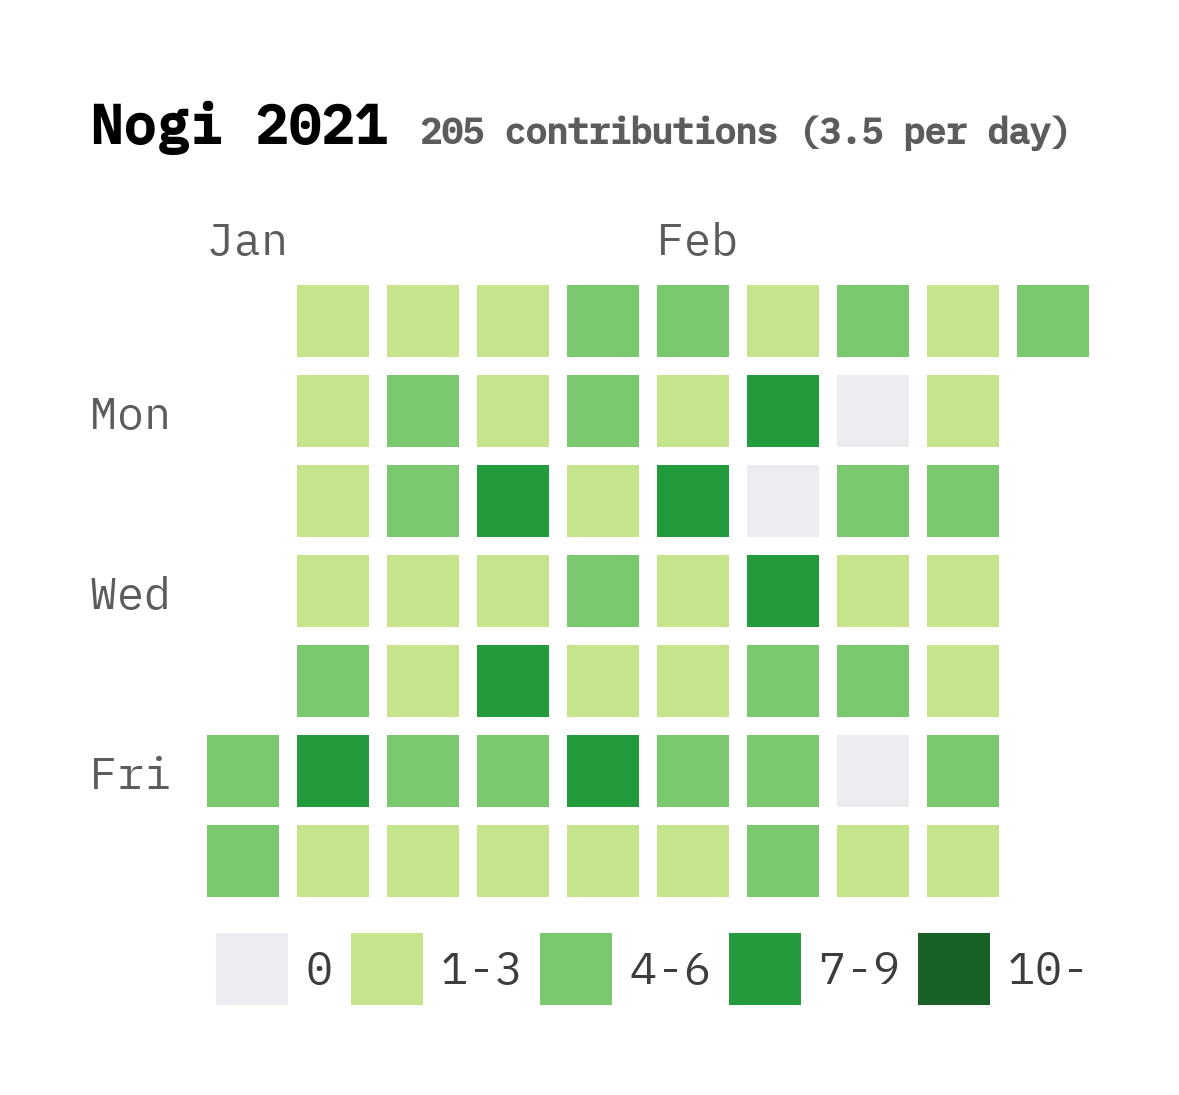 Nogi 2021 205 contributions (3.5 per day)
Jan Feb
Mon
Wed
Fri
0 1-3 4-6 7-9 10-